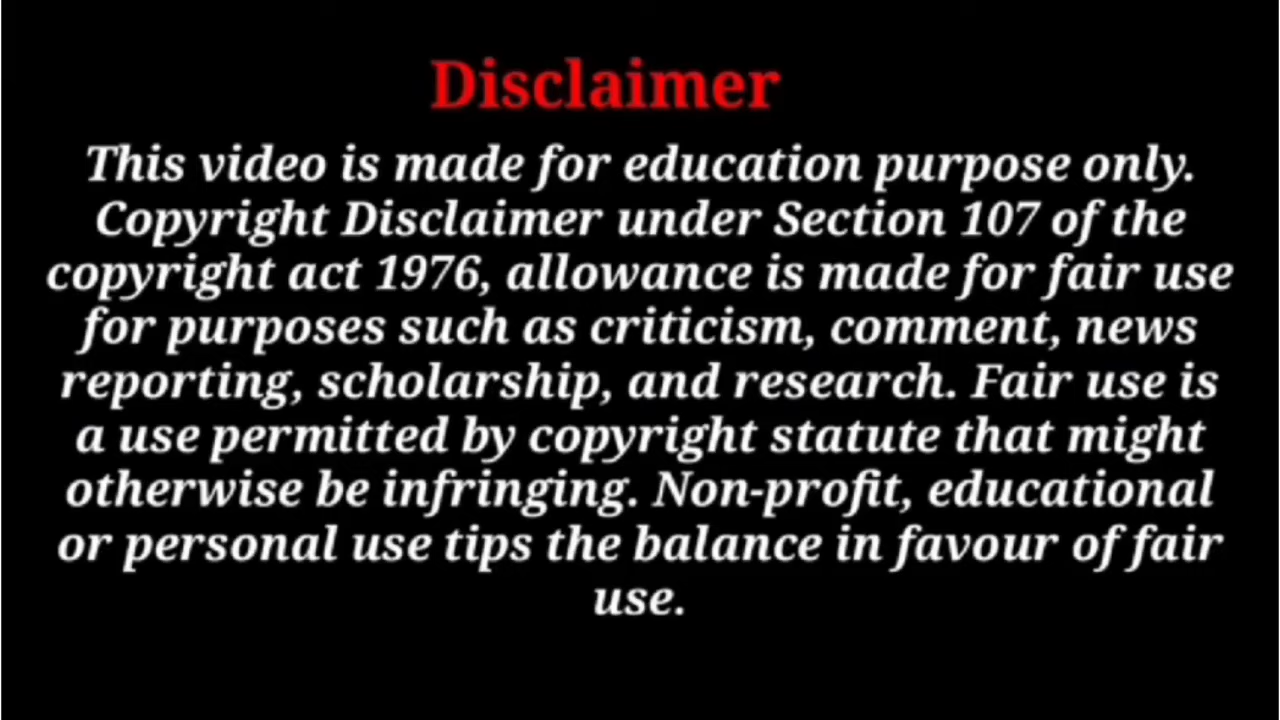 Disclaimer
This video is made for education purpose only.
Copyright Disclaimer under Section 107 of the
copyright act 1976, allowance is made for fair use
for purposes such as criticism, comment, news
reporting, scholarship, and research. Fair use is
a use permitted by copyright statute that might
otherwise be infringing. Non-profit, educational
or personal use tips the balance in favour of fair
use.